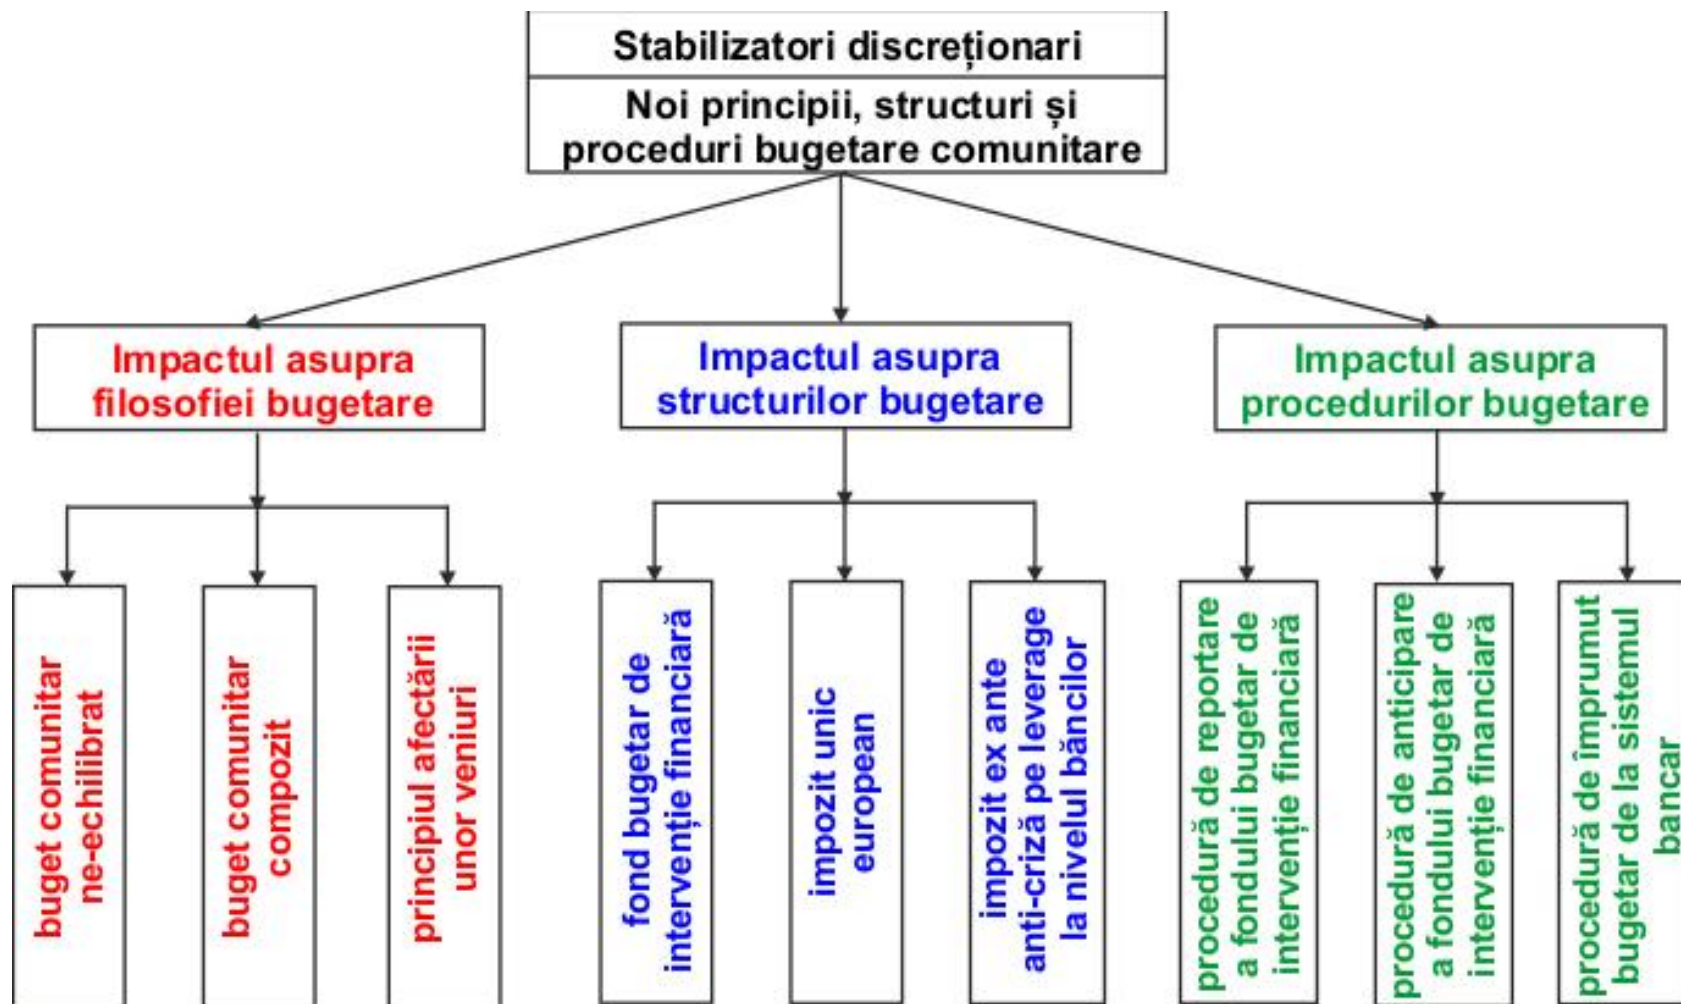 Stabilizatori discreționari
Noi principii, structuri și
proceduri bugetare comunitare
Impactul asupra
filosofiei bugetare
Impactul asupra
structurilor bugetare
Impactul asupra
procedurilor bugetare
buget comunitar
ne-echilibrat
buget comunitar
compozit
principiul afectării
unor venituri
fond bugetar de
intervenție financiară
impozit unic
european
impozit ex ante
anti-criză pe leverage
la nivelul băncilor
procedură de reportare
a fondului bugetar de
intervenție financiară
procedură de anticipare
a fondului bugetar de
intervenție financiară
procedură de împrumut
bugetar de la sistemul
bancar